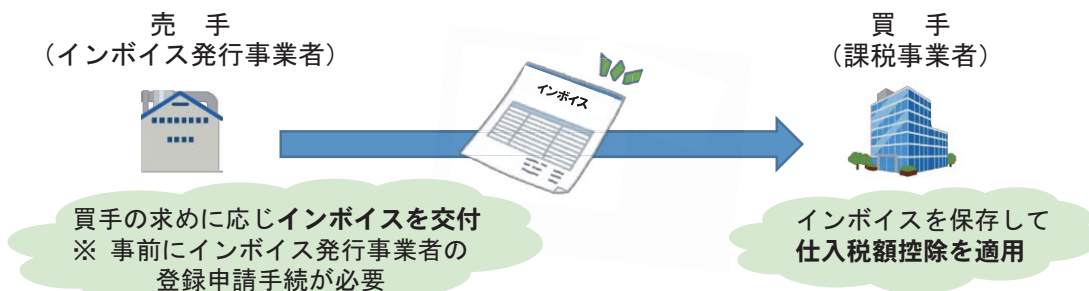 売　手
（インボイス発行事業者）
買　手
（課税事業者）
インボイス
買手の求めに応じインボイスを交付
※ 事前にインボイス発行事業者の
登録申請手続が必要
インボイスを保存して
仕入税額控除を適用